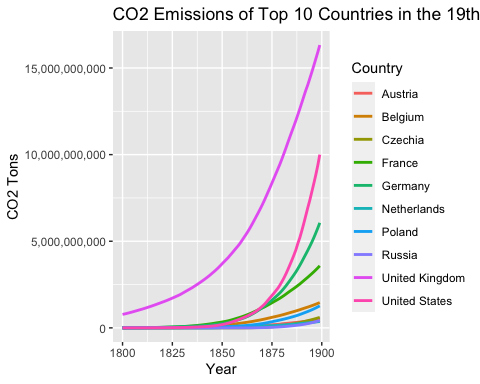 CO2 Emissions of Top 10 Countries in the 19th
15,000,000,000
10,000,000,000
5,000,000,000
0
CO2 Tons
1800
1825
1850
1875
1900
Year
Country
Austria
Belgium
Czechia
France
Germany
Netherlands
Poland
Russia
United Kingdom
United States